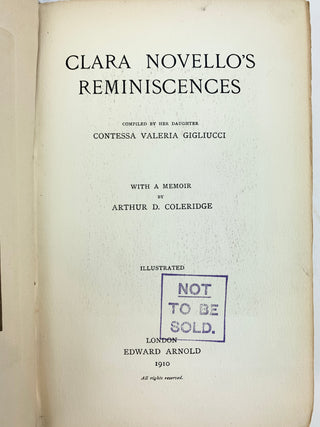 CLARA NOVELLO'S
REMINISCENCES
COMPILED BY HER DAUGHTER
CONTESSA VALERIA GIGLIUCCI
WITH A MEMOIR
BY
ARTHUR D. COLERIDGE
ILLUSTRATED
NOT
TO BE
SOLD.
LONDON
EDWARD ARNOLD
1910
All rights reserved.